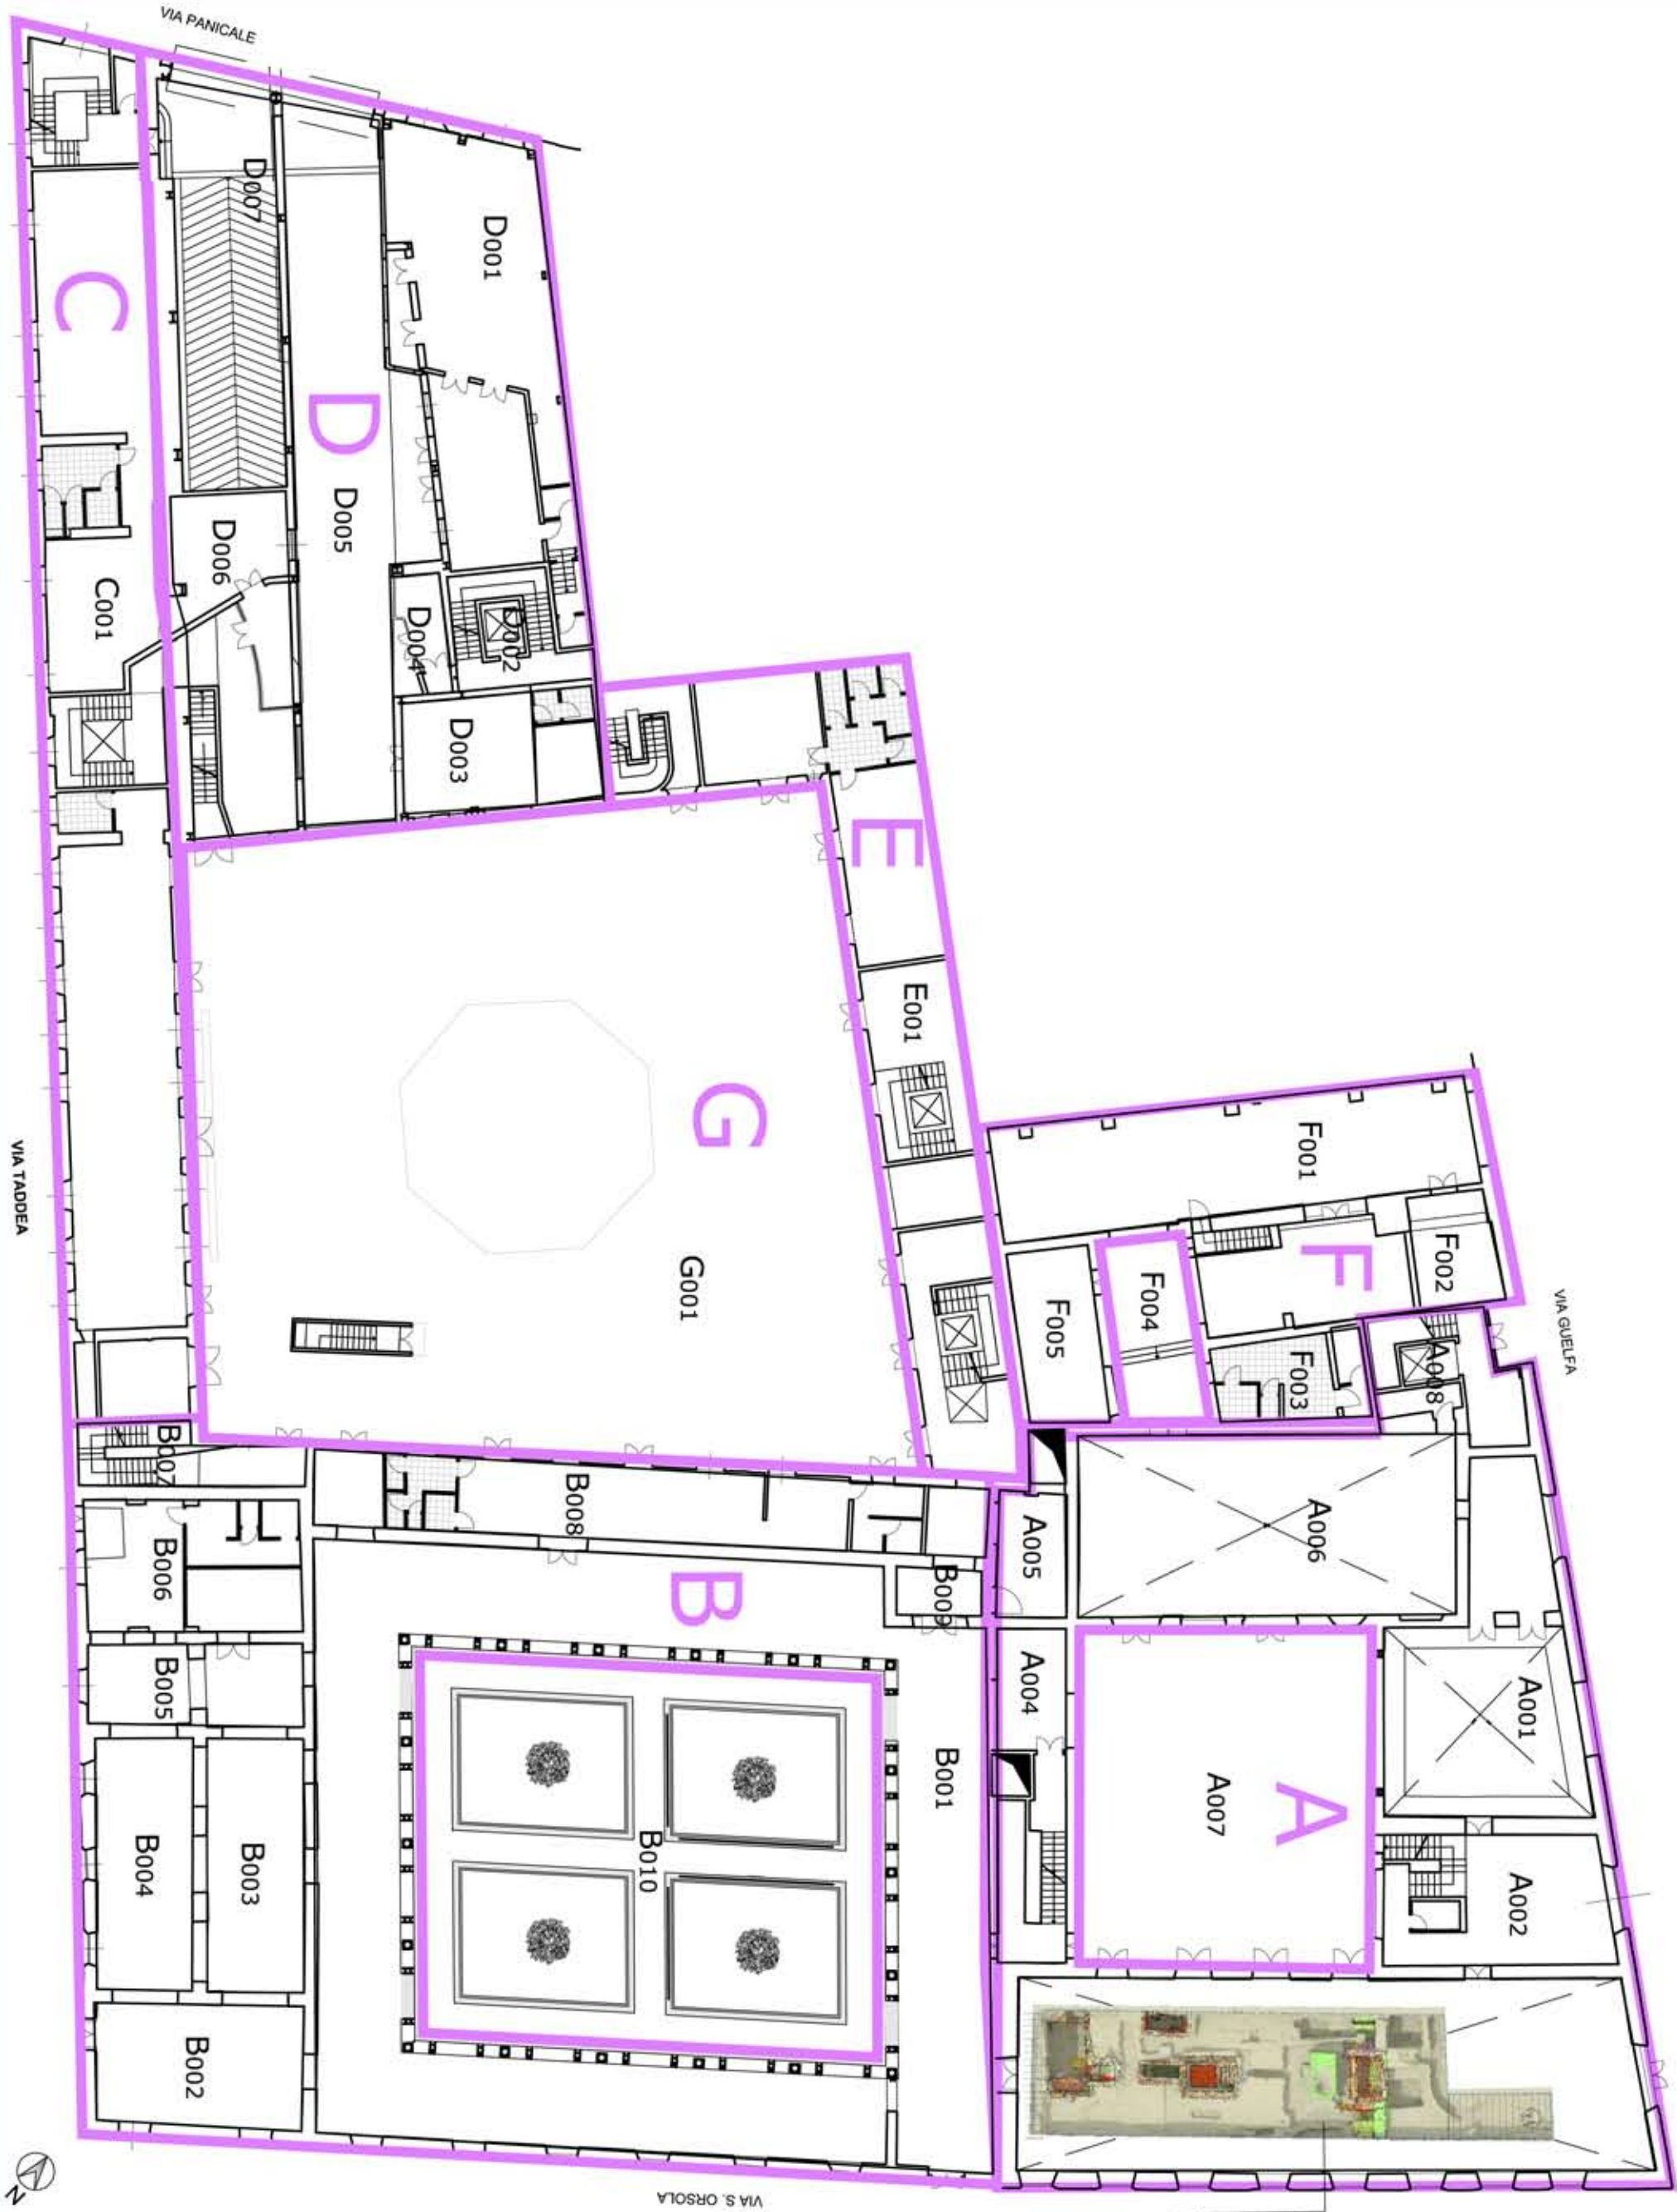 VIA PANICALE
D007
D001
C
D
D005
D006
C001
D002
D004
D003
E
E001
G
G001
VIA TADDEA
F001
F
F002
F004
F005
F003
A008
VIA GUELFA
B007
B008
B006
B
B009
B005
A005
A006
A004
A001
B001
A007
A
B004
B003
B010
A002
B002
N
VIA S. ORSOLA